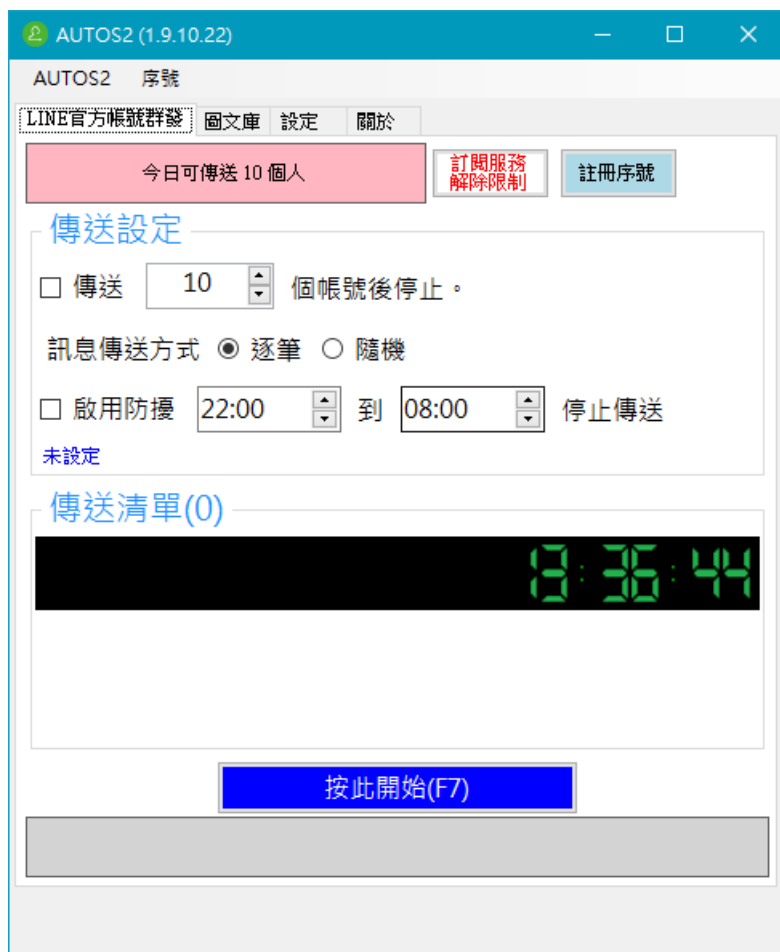 AUTOS2 (1.9.10.22)
AUTOS2 序號
LINE官方帳號群發 圖文庫 設定 關於
今日可傳送 10 個人 訂閱服務 註冊序號
解除限制
傳送設定
傳送 10 個帳號後停止。
訊息傳送方式 逐筆 隨機
啟用防擾 22:00 到 08:00 停止傳送
未設定
傳送清單(0)
13:36:44
按此開始(F7)